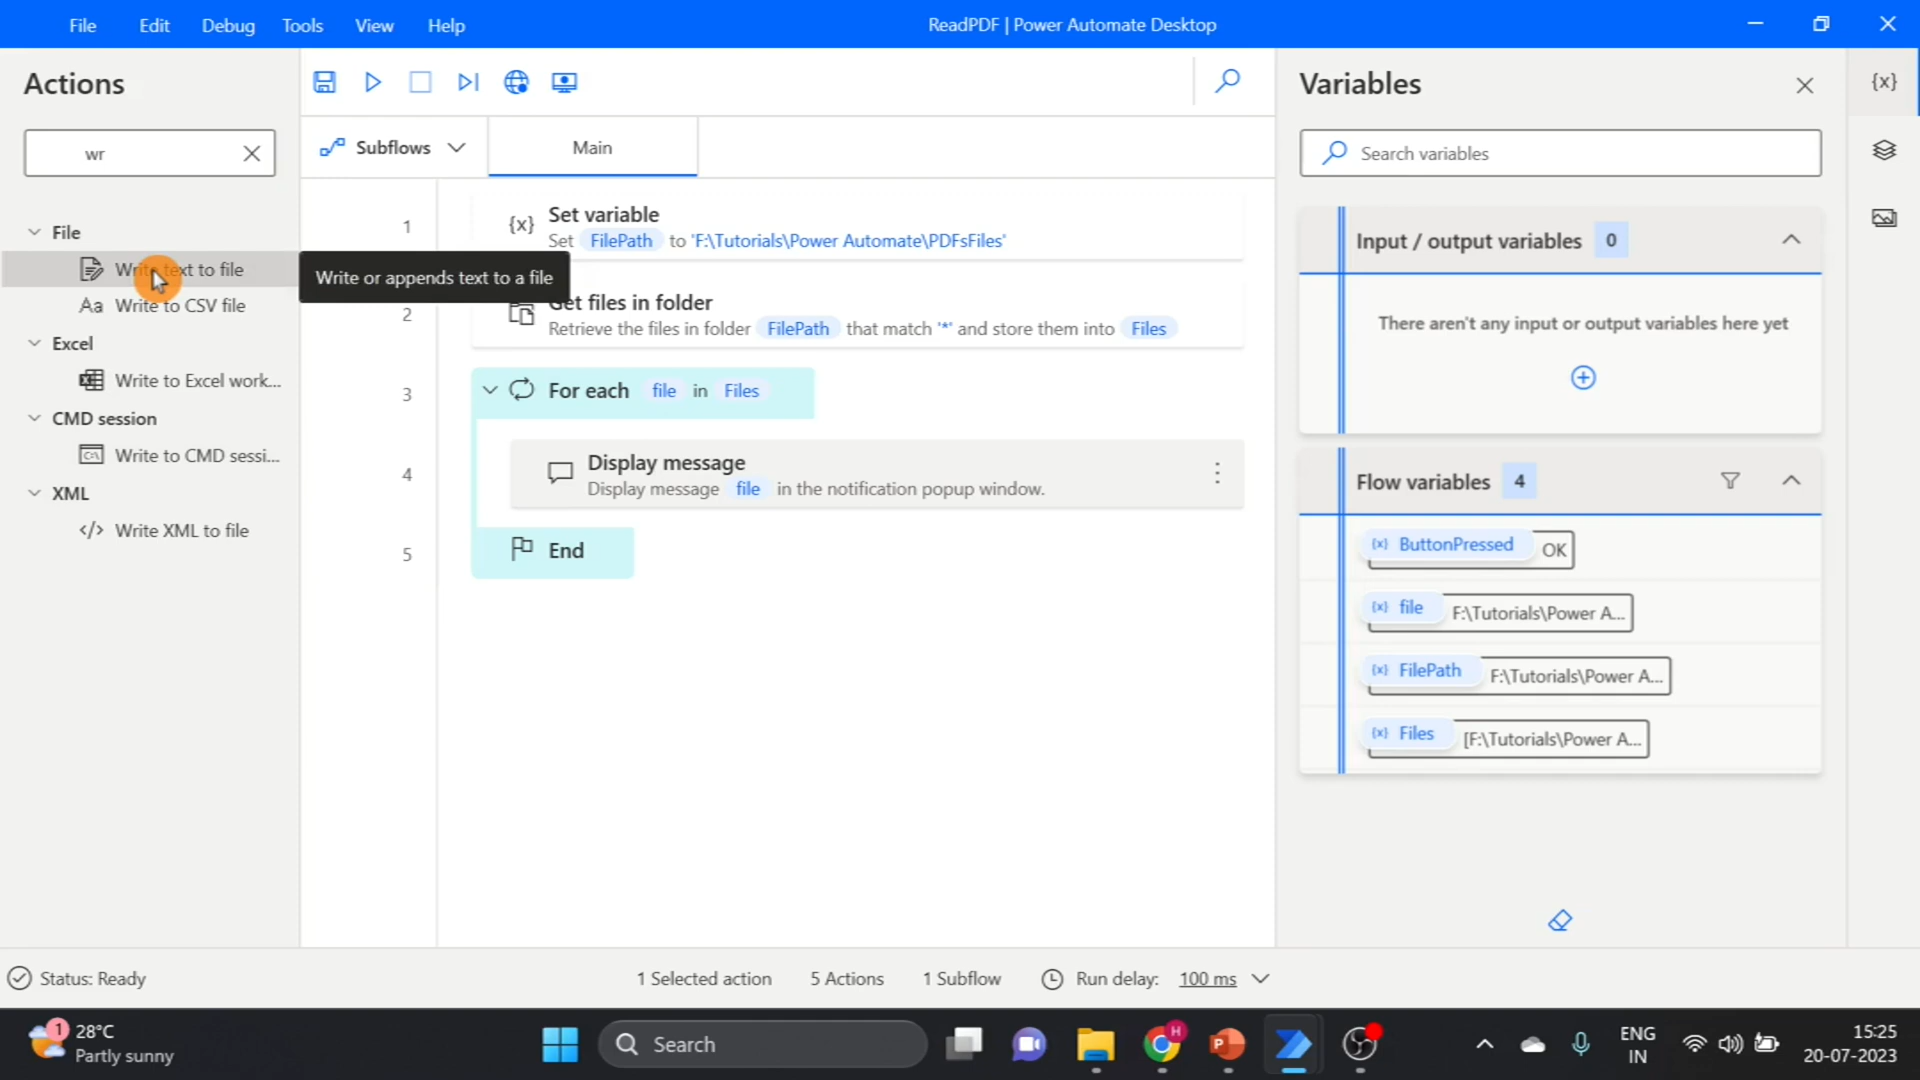 File Edit Debug Tools View Help
ReadPDF | Power Automate Desktop
Actions
wr
File
Write text to file
Write to CSV file
Excel
Write to Excel work...
CMD session
Write to CMD sessi...
XML
Write XML to file
Write or appends text to a file
Subflows
Main
1
Set variable
Set FilePath to 'F:\Tutorials\Power Automate\PDFsFiles'
2
Get files in folder
Retrieve the files in folder FilePath that match '*' and store them into Files
3
For each file in Files
4
Display message
Display message file in the notification popup window.
5
End
Variables
{x}
Search variables
Input / output variables 0
There aren't any input or output variables here yet
Flow variables 4
{x} ButtonPressed OK
{x} file F:\Tutorials\Power A...
{x} FilePath F:\Tutorials\Power A...
{x} Files [F:\Tutorials\Power A...
Status: Ready
1 Selected action
5 Actions
1 Subflow
Run delay: 100 ms
1
28°C
Partly sunny
Search
H
P
ENG
IN
15:25
20-07-2023